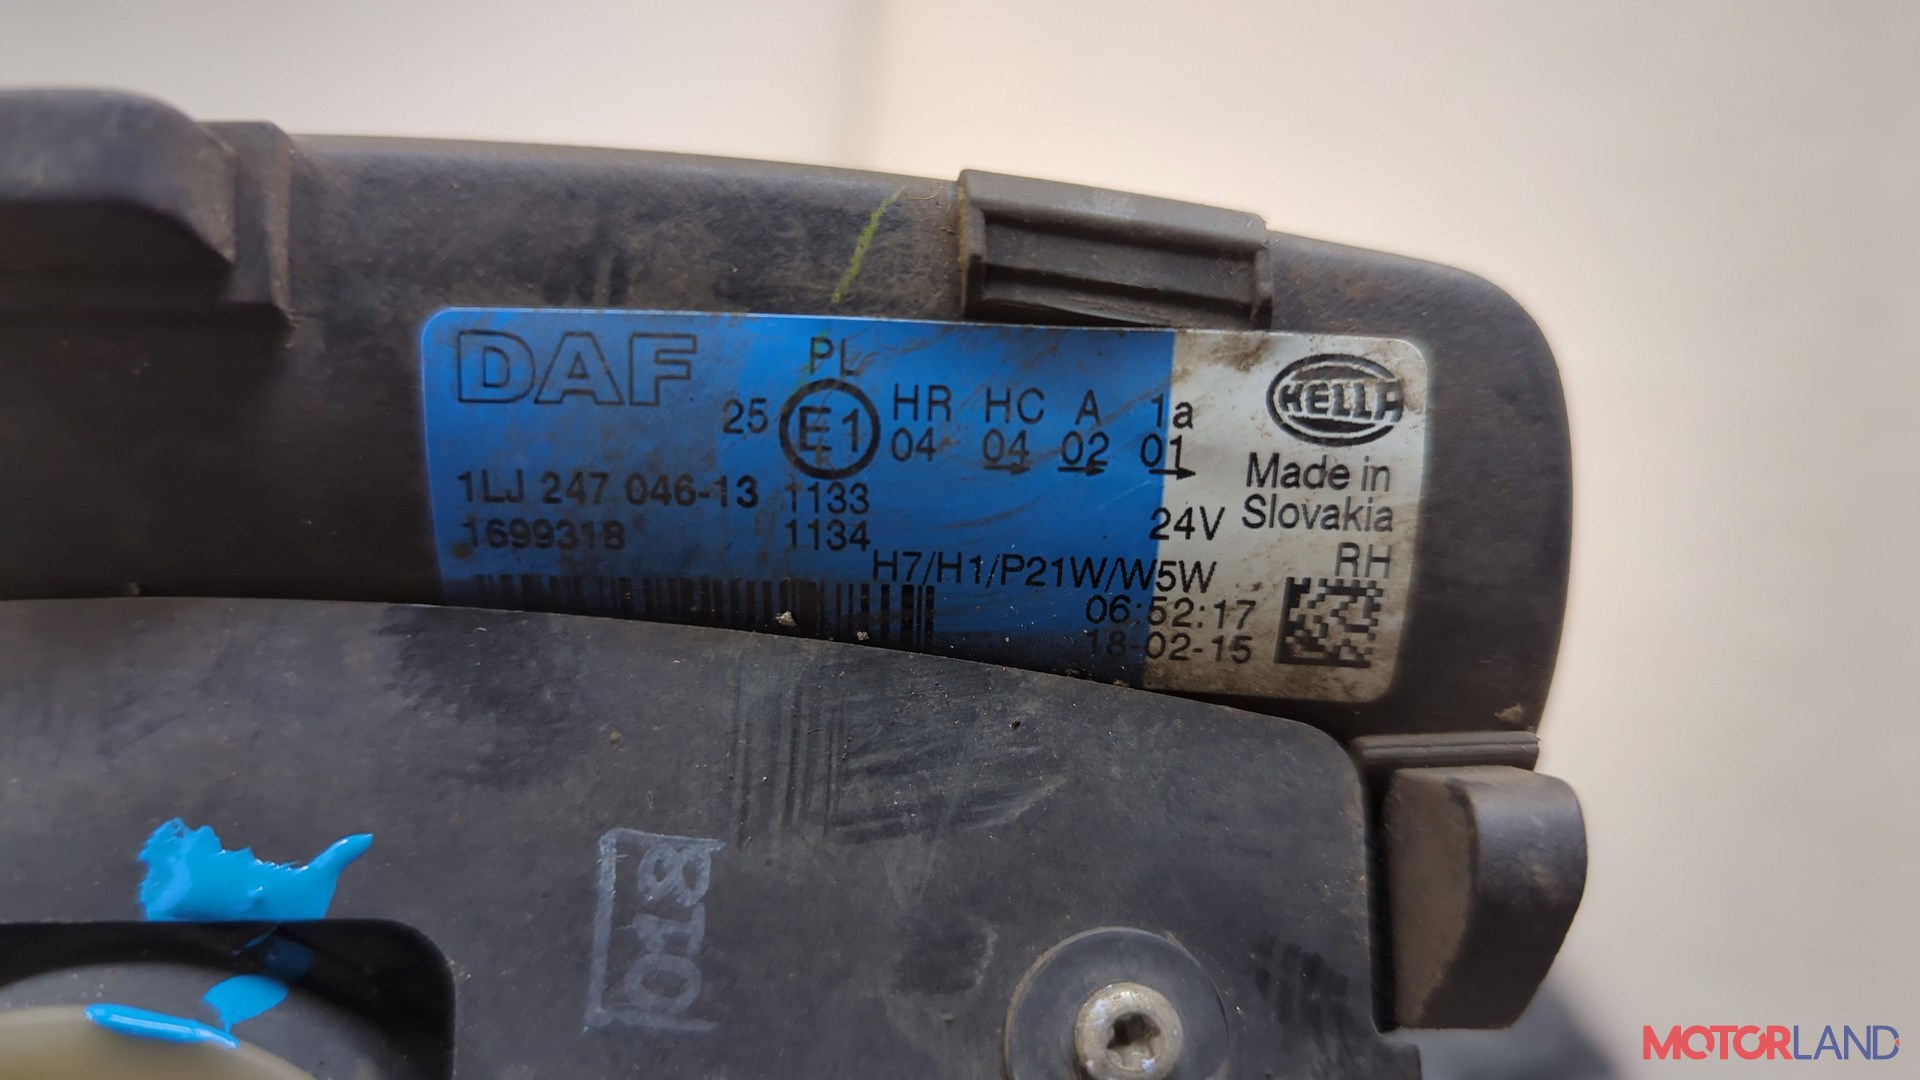 DAF
PL
25 E1 HR HC A 1a
04 04 02 01
HELLA
Made in
Slovakia
1LJ 247 046-13 1133
1699318 1134
24V
RH
H7/H1/P21W/W5W
06:52:17
18-02-15
MOTORLAND